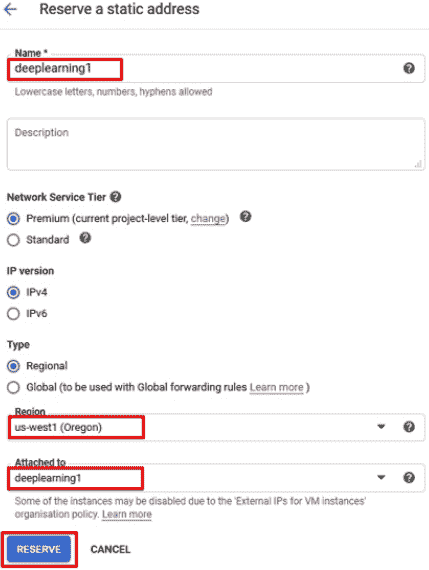 Reserve a static address
Name *
deeplearning1
Lowercase letters, numbers, hyphens allowed
Description
Network Service Tier
Premium (current project-level tier, change)
Standard
IP version
IPv4
IPv6
Type
Regional
Global (to be used with Global forwarding rules Learn more )
Region
us-west1 (Oregon)
Attached to
deeplearning1
Some of the instances may be disabled due to the 'External IPs for VM instances'
organisation policy. Learn more
RESERVE CANCEL